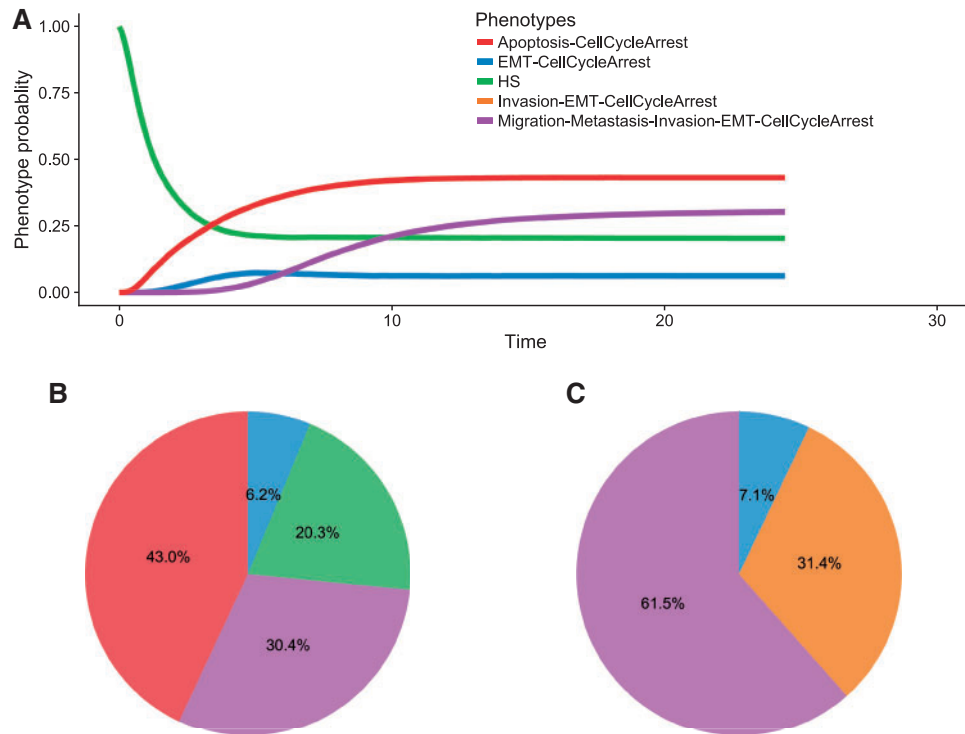 A
Phenotype probablity
1.00
0.75
0.50
0.25
0.00
0
10
20
30
Time
Phenotypes
Apoptosis-CellCycleArrest
EMT-CellCycleArrest
HS
Invasion-EMT-CellCycleArrest
Migration-Metastasis-Invasion-EMT-CellCycleArrest
B
6.2%
20.3%
43.0%
30.4%
C
7.1%
31.4%
61.5%